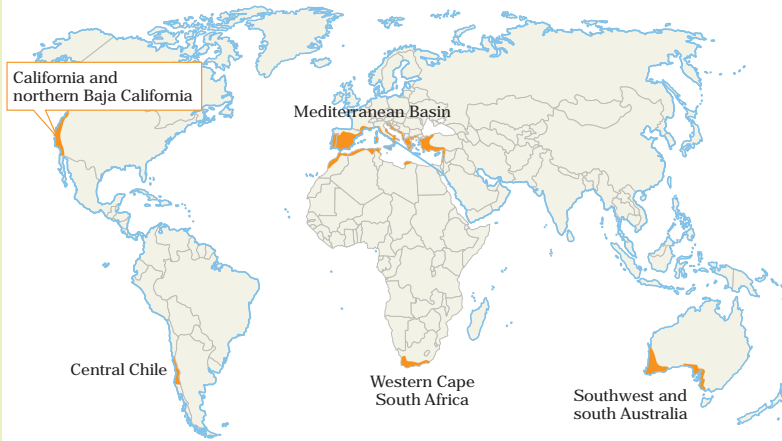 California and
northern Baja California
Mediterranean Basin
Central Chile
Western Cape
South Africa
Southwest and
south Australia